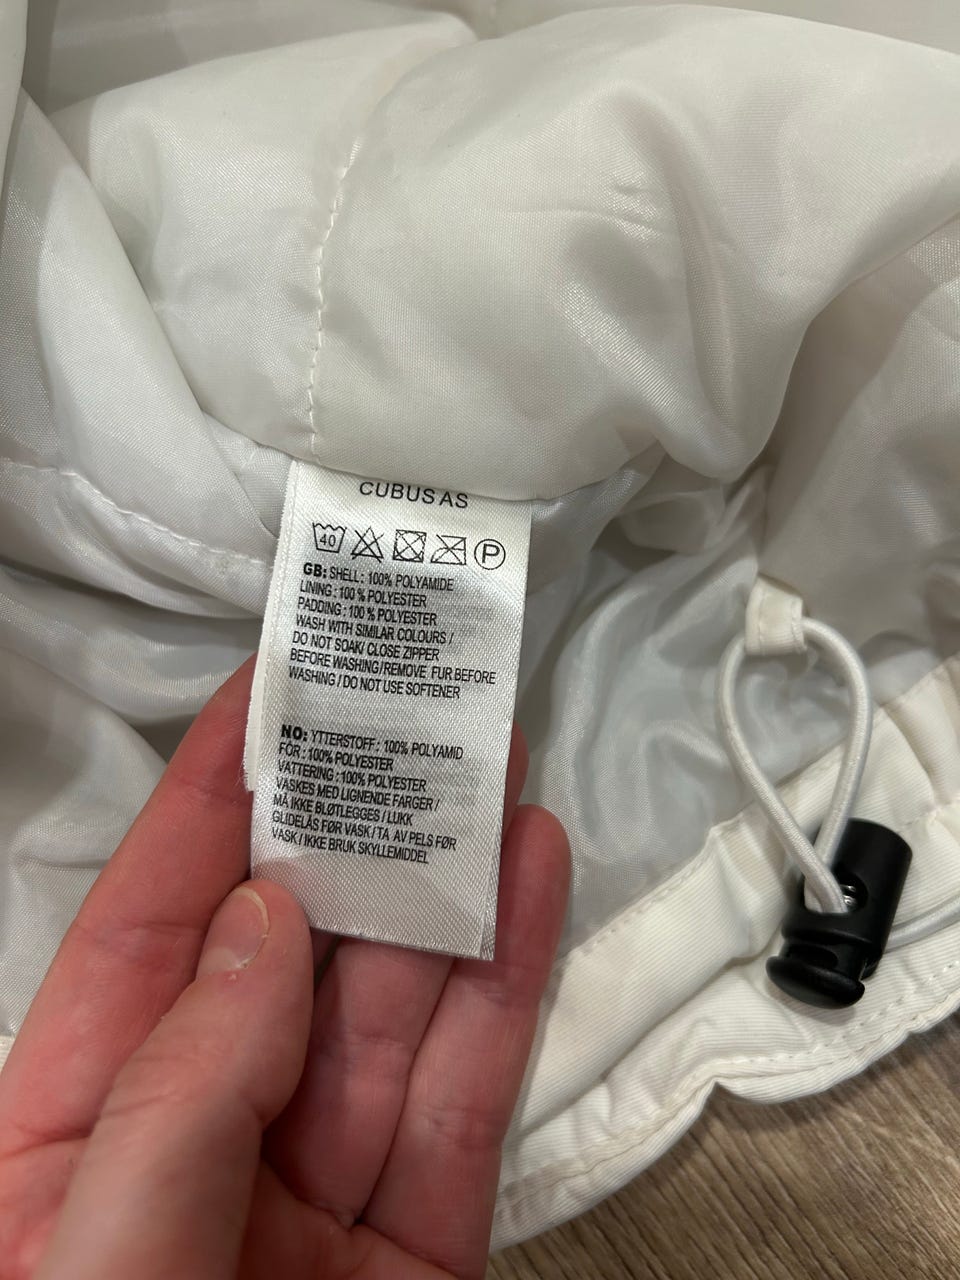 CUBUS AS
40 P
GB: SHELL : 100% POLYAMIDE
LINING : 100 % POLYESTER
PADDING : 100 % POLYESTER
WASH WITH SIMILAR COLOURS /
DO NOT SOAK/ CLOSE ZIPPER
BEFORE WASHING/REMOVE FUR BEFORE
WASHING / DO NOT USE SOFTENER
NO: YTTERSTOFF : 100% POLYAMID
FÓR : 100% POLYESTER
VATTERING : 100% POLYESTER
VASKES MED LIGNENDE FARGER /
MÅ IKKE BLØTLEGGES / LUKK
GLIDELÅS FØR VASK / TA AV PELS FØR
VASK / IKKE BRUK SKYLLEMIDDEL